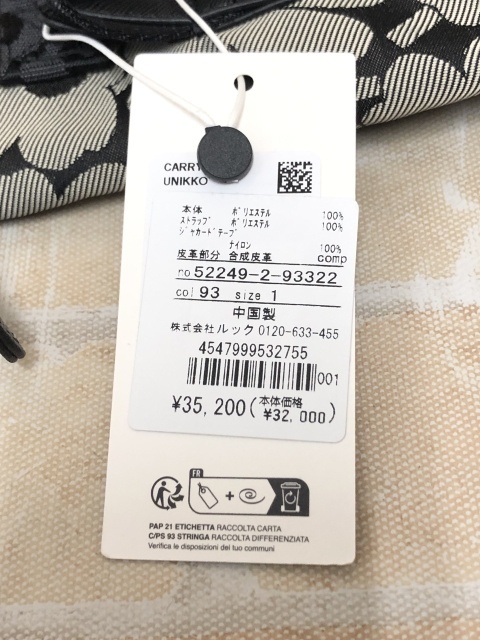 CARRY
UNIKKO
本体 ポリエステル 100%
ストラップ ポリエステル 100%
ジャカードテープ
ナイロン 100%
皮革部分 合成皮革 comp
no 52249-2-93322
col 93 size 1
中国製
株式会社ルック 0120-633-455
4547999532755
001
¥35,200(本体価格 ¥32,000)
FR
+
PAP 21 ETICHETTA RACCOLTA CARTA
C/PS 93 STRINGA RACCOLTA DIFFERENZIATA
Verifica le disposizioni del tuo comuni